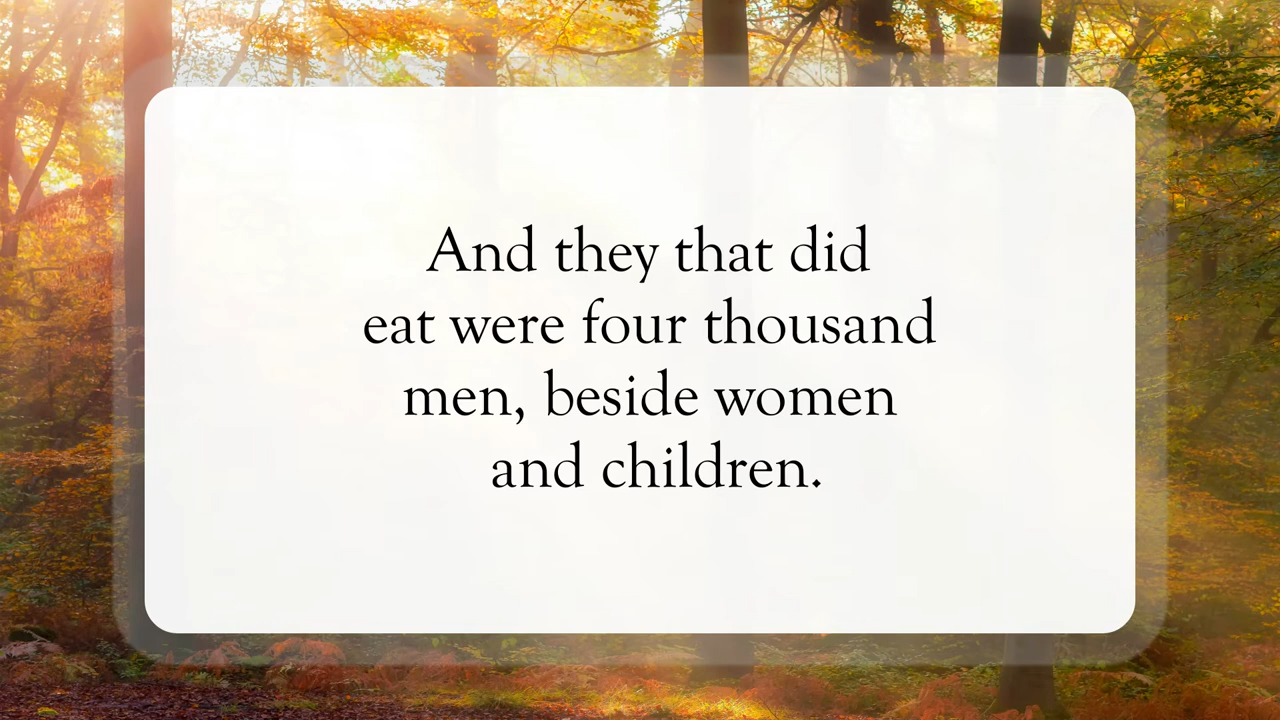 And they that did
eat were four thousand
men, beside women
and children.